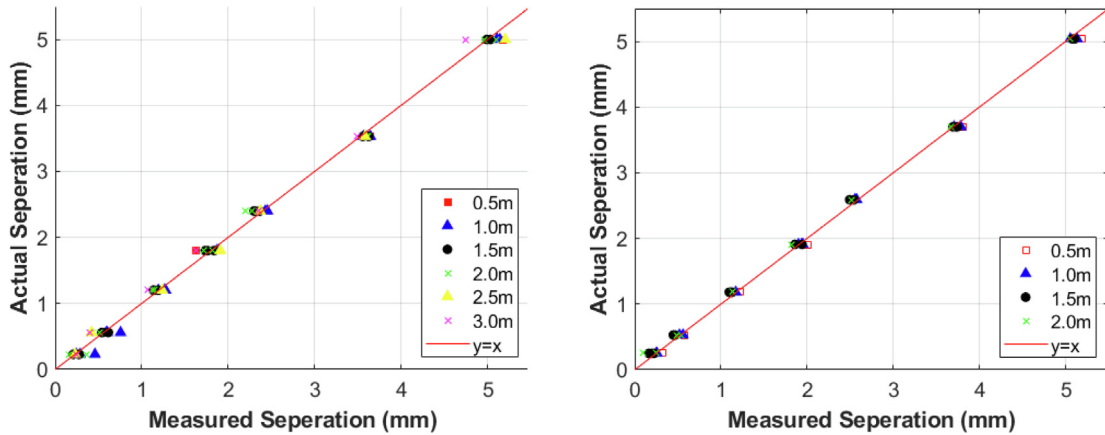 Actual Seperation (mm)
5
4
3
2
1
0
0
1
2
3
4
5
Measured Seperation (mm)
0.5m
1.0m
1.5m
2.0m
2.5m
3.0m
y=x
Actual Seperation (mm)
5
4
3
2
1
0
0
1
2
3
4
5
Measured Seperation (mm)
0.5m
1.0m
1.5m
2.0m
y=x